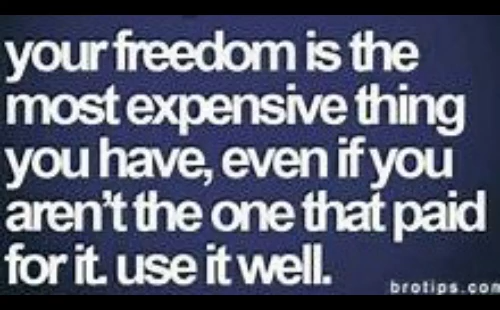 your freedom is the
most expensive thing
you have, even if you
aren't the one that paid
for it. use it well.
brotips.com